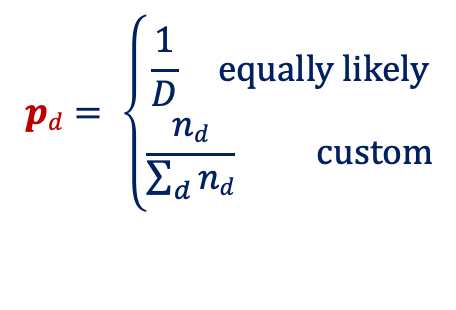 p_d = { 1/D equally likely
n_d/∑_d n_d custom